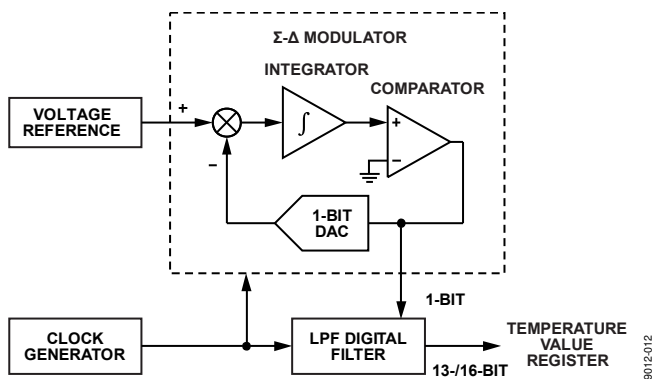 Σ-Δ MODULATOR
INTEGRATOR
COMPARATOR
VOLTAGE
REFERENCE
+
−
∫
+
−
1-BIT
DAC
1-BIT
CLOCK
GENERATOR
LPF DIGITAL
FILTER
13-/16-BIT
TEMPERATURE
VALUE
REGISTER
9012-012